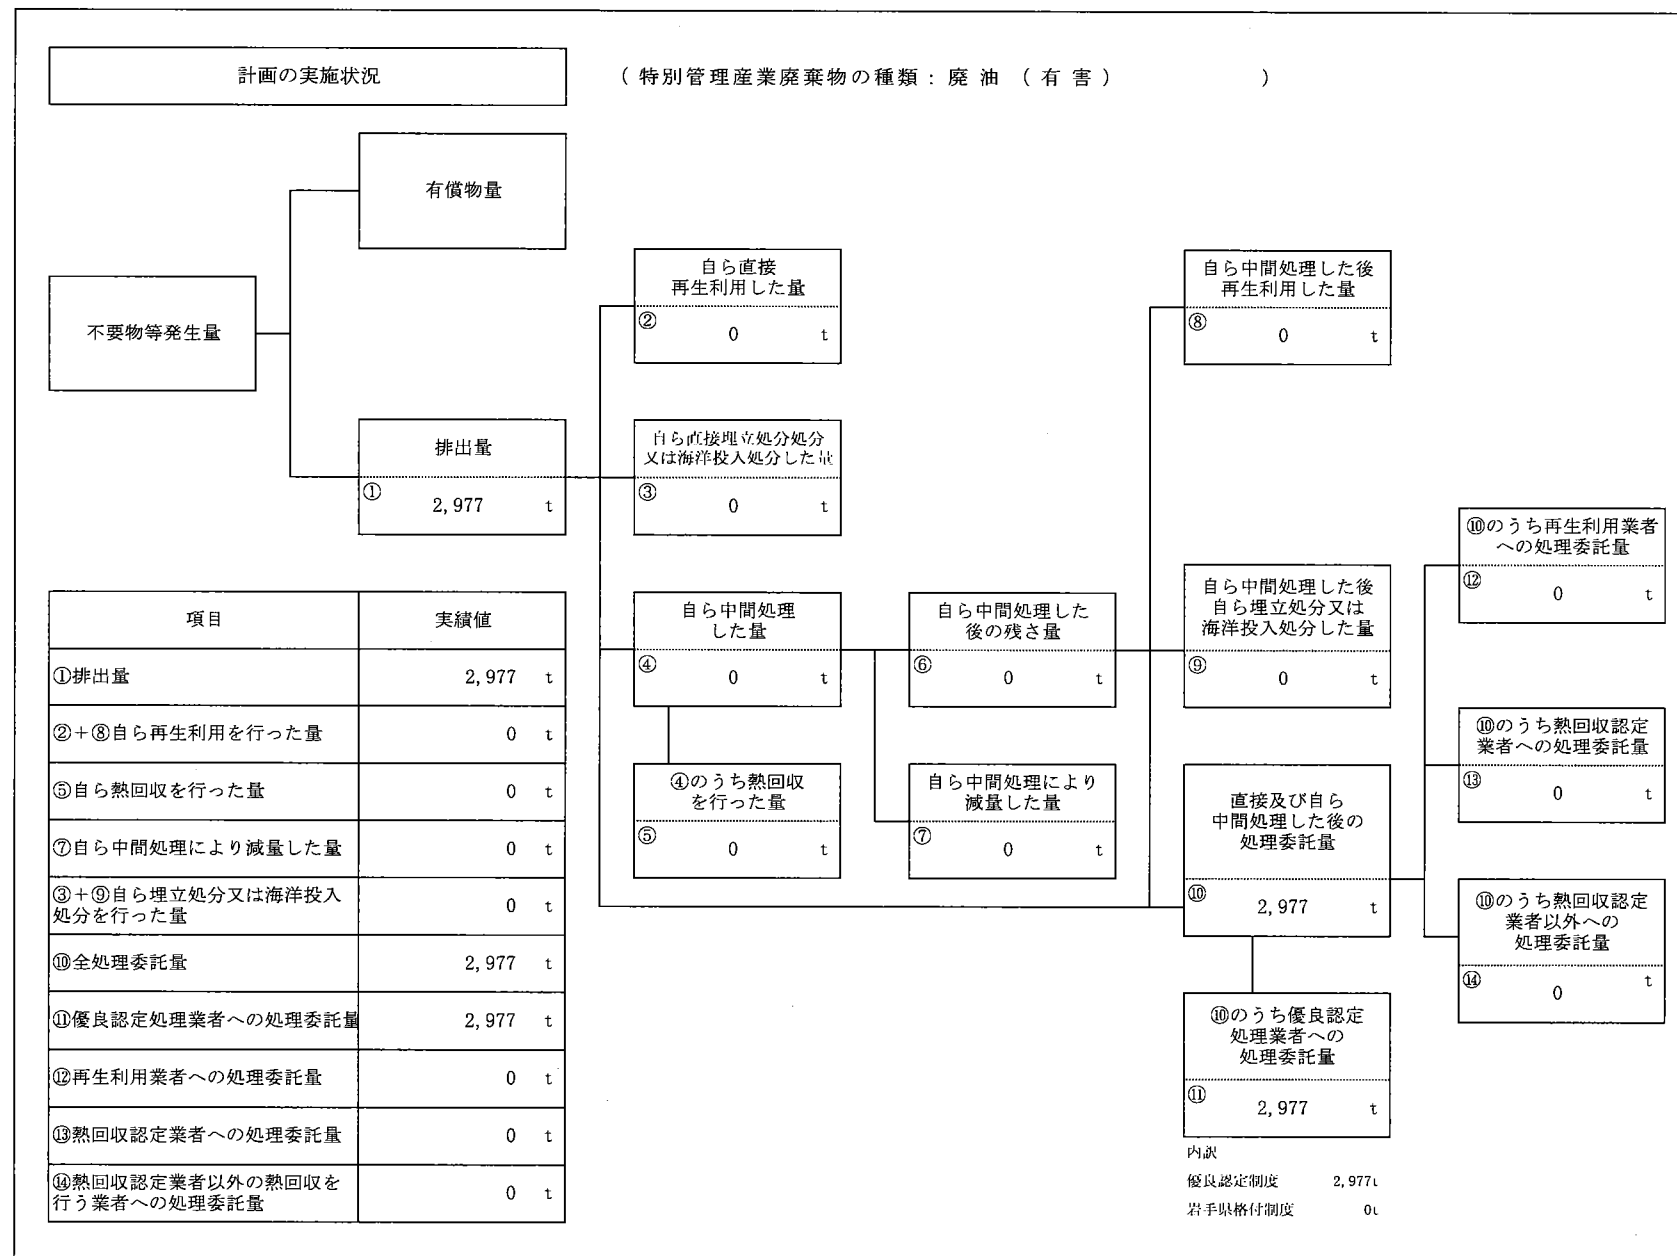 計画の実施状況
（特別管理産業廃棄物の種類：廃油（有害）　　　　）
有償物量
不要物等発生量
排出量
① 2,977 t
自ら直接
再生利用した量
② 0 t
自ら直接埋立処分処分
又は海洋投入処分した量
③ 0 t
自ら中間処理
した量
④ 0 t
④のうち熱回収
を行った量
⑤ 0 t
自ら中間処理した
後の残さ量
⑥ 0 t
自ら中間処理により
減量した量
⑦ 0 t
自ら中間処理した後
再生利用した量
⑧ 0 t
自ら中間処理した後
自ら埋立処分又は
海洋投入処分した量
⑨ 0 t
直接及び自ら
中間処理した後の
処理委託量
⑩ 2,977 t
⑩のうち優良認定
処理業者への
処理委託量
⑪ 2,977 t
内訳
優良認定制度 2,977t
岩手県格付制度 0t
⑩のうち再生利用業者
への処理委託量
⑫ 0 t
⑩のうち熱回収認定
業者への処理委託量
⑬ 0 t
⑩のうち熱回収認定
業者以外への
処理委託量
⑭ 0 t
項目 実績値
①排出量 2,977 t
②＋⑧自ら再生利用を行った量 0 t
⑤自ら熱回収を行った量 0 t
⑦自ら中間処理により減量した量 0 t
③＋⑨自ら埋立処分又は海洋投入
処分を行った量 0 t
⑩全処理委託量 2,977 t
⑪優良認定処理業者への処理委託量 2,977 t
⑫再生利用業者への処理委託量 0 t
⑬熱回収認定業者への処理委託量 0 t
⑭熱回収認定業者以外の熱回収を
行う業者への処理委託量 0 t